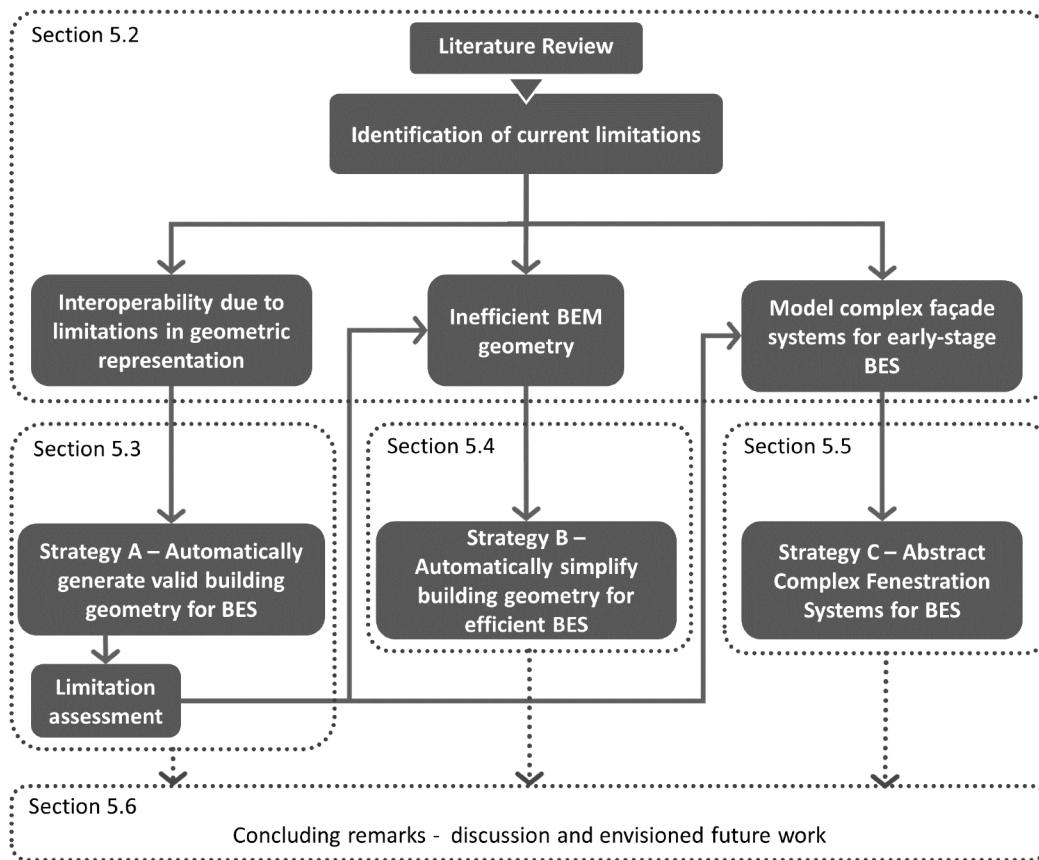 Section 5.2
Literature Review
Identification of current limitations
Interoperability due to
limitations in geometric
representation
Inefficient BEM
geometry
Model complex façade
systems for early-stage
BES
Section 5.3
Strategy A – Automatically
generate valid building
geometry for BES
Limitation
assessment
Section 5.4
Strategy B –
Automatically simplify
building geometry for
efficient BES
Section 5.5
Strategy C – Abstract
Complex Fenestration
Systems for BES
Section 5.6
Concluding remarks - discussion and envisioned future work